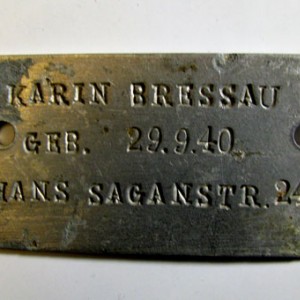 KARIN BRESSAU
GEB. 29.9.40
HANS SAGANSTR. 24